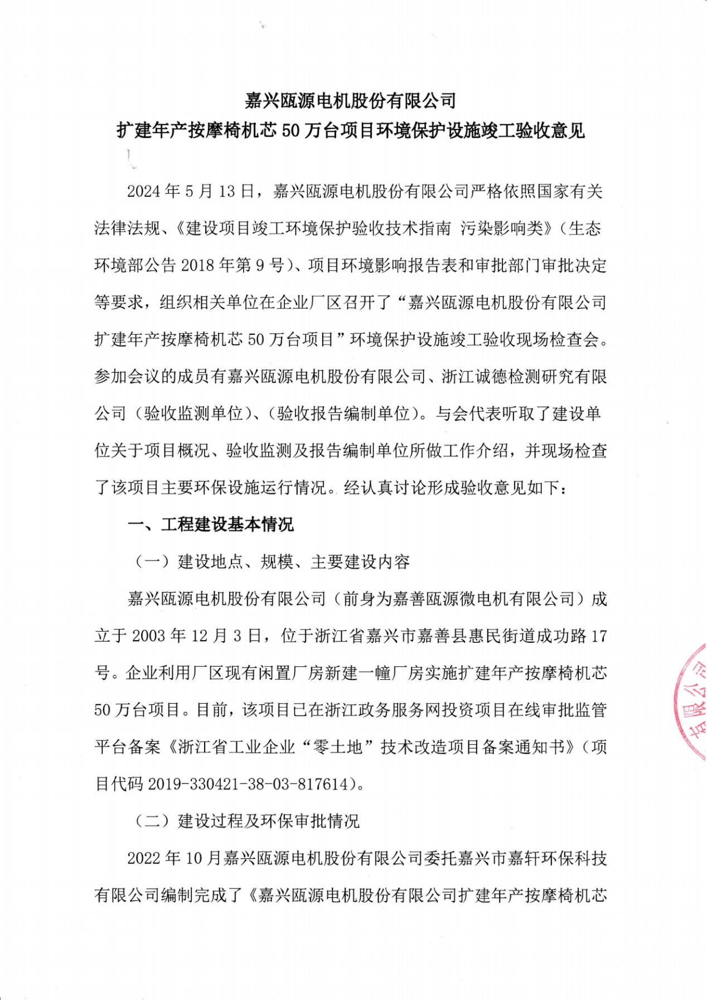 嘉兴瓯源电机股份有限公司
扩建年产按摩椅机芯 50 万台项目环境保护设施竣工验收意见
2024 年 5 月 13 日，嘉兴瓯源电机股份有限公司严格依照国家有关
法律法规、《建设项目竣工环境保护验收技术指南 污染影响类》（生态
环境部公告 2018 年第 9 号）、项目环境影响报告表和审批部门审批决定
等要求，组织相关单位在企业厂区召开了“嘉兴瓯源电机股份有限公司
扩建年产按摩椅机芯 50 万台项目”环境保护设施竣工验收现场检查会。
参加会议的成员有嘉兴瓯源电机股份有限公司、浙江诚德检测研究有限
公司（验收监测单位）、（验收报告编制单位）。与会代表听取了建设单
位关于项目概况、验收监测及报告编制单位所做工作介绍，并现场检查
了该项目主要环保设施运行情况。经认真讨论形成验收意见如下：
一、工程建设基本情况
（一）建设地点、规模、主要建设内容
嘉兴瓯源电机股份有限公司（前身为嘉善瓯源微电机有限公司）成
立于 2003 年 12 月 3 日，位于浙江省嘉兴市嘉善县惠民街道成功路 17
号。企业利用厂区现有闲置厂房新建一幢厂房实施扩建年产按摩椅机芯
50 万台项目。目前，该项目已在浙江政务服务网投资项目在线审批监管
平台备案《浙江省工业企业“零土地”技术改造项目备案通知书》（项
目代码 2019-330421-38-03-817614）。
（二）建设过程及环保审批情况
2022 年 10 月嘉兴瓯源电机股份有限公司委托嘉兴市嘉轩环保科技
有限公司编制完成了《嘉兴瓯源电机股份有限公司扩建年产按摩椅机芯
有限公司